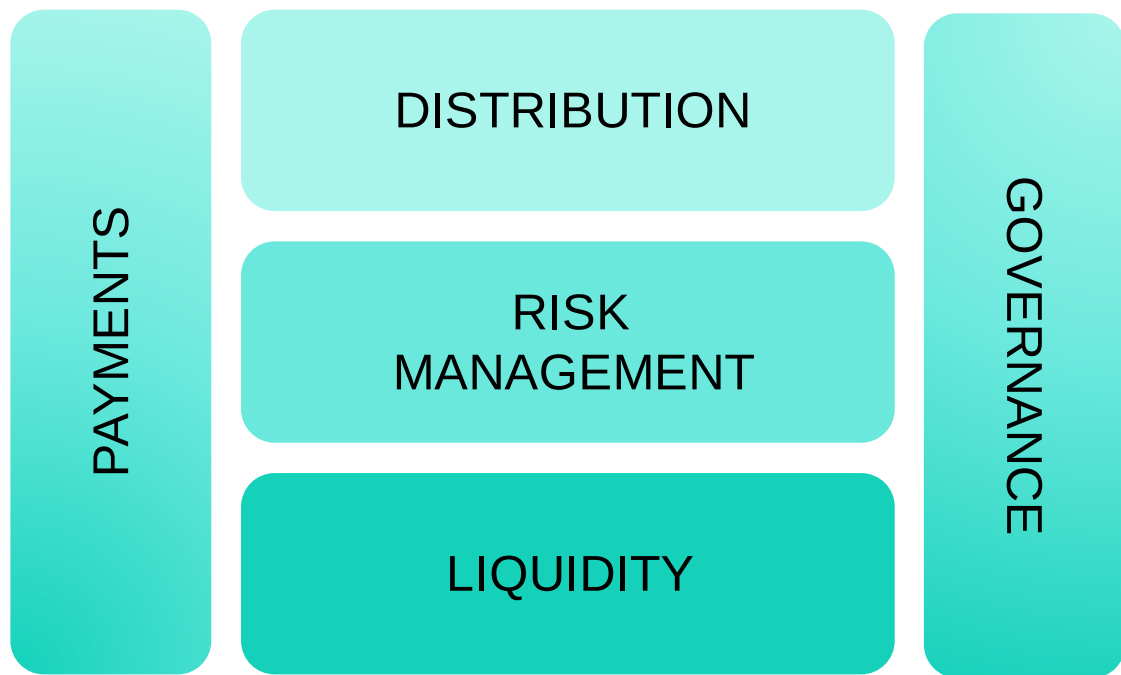 PAYMENTS
DISTRIBUTION
RISK
MANAGEMENT
LIQUIDITY
GOVERNANCE